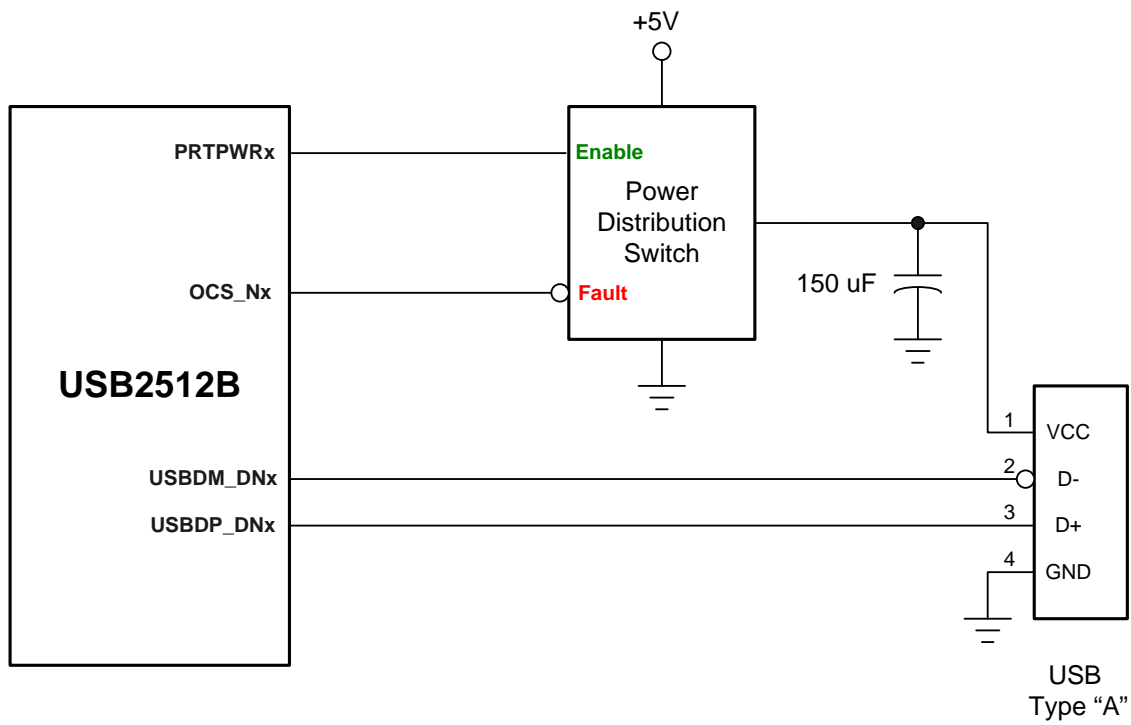 +5V
PRTPWRx
Enable
Power
Distribution
Switch
OCS_Nx
Fault
150 uF
USB2512B
1
VCC
USBDM_DNx
2
D-
USBDP_DNx
3
D+
4
GND
USB
Type “A”